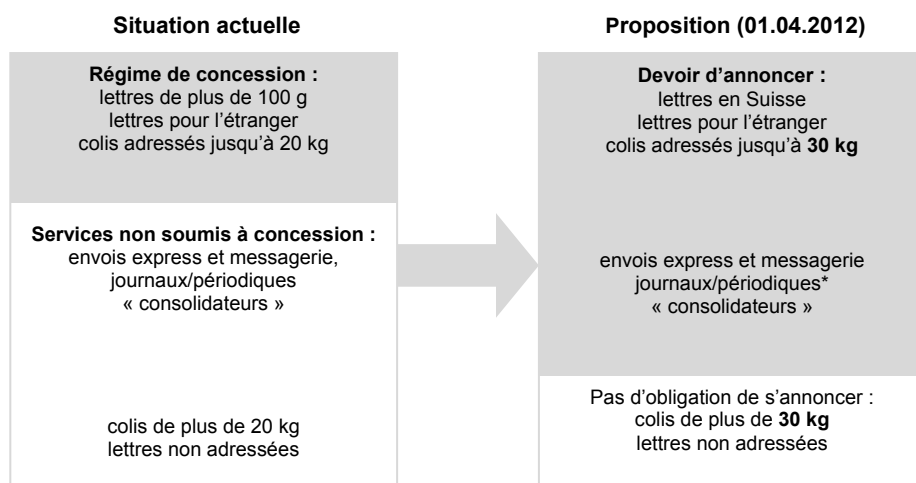 Situation actuelle
Régime de concession :
lettres de plus de 100 g
lettres pour l'étranger
colis adressés jusqu'à 20 kg
Services non soumis à concession :
envois express et messagerie,
journaux/périodiques
« consolidateurs »
colis de plus de 20 kg
lettres non adressées
Proposition (01.04.2012)
Devoir d'annoncer :
lettres en Suisse
lettres pour l'étranger
colis adressés jusqu'à 30 kg
envois express et messagerie
journaux/périodiques*
« consolidateurs »
Pas d'obligation de s'annoncer :
colis de plus de 30 kg
lettres non adressées